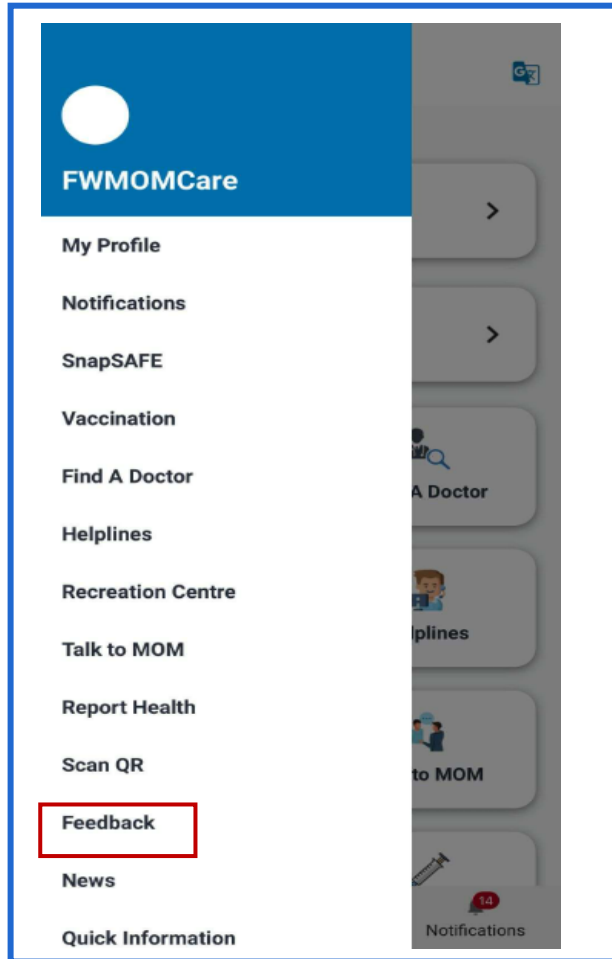 FWMOMCare
My Profile
Notifications
SnapSAFE
Vaccination
Find A Doctor
Helplines
Recreation Centre
Talk to MOM
Report Health
Scan QR
Feedback
News
Quick Information
A Doctor
lplines
to MOM
14
Notifications